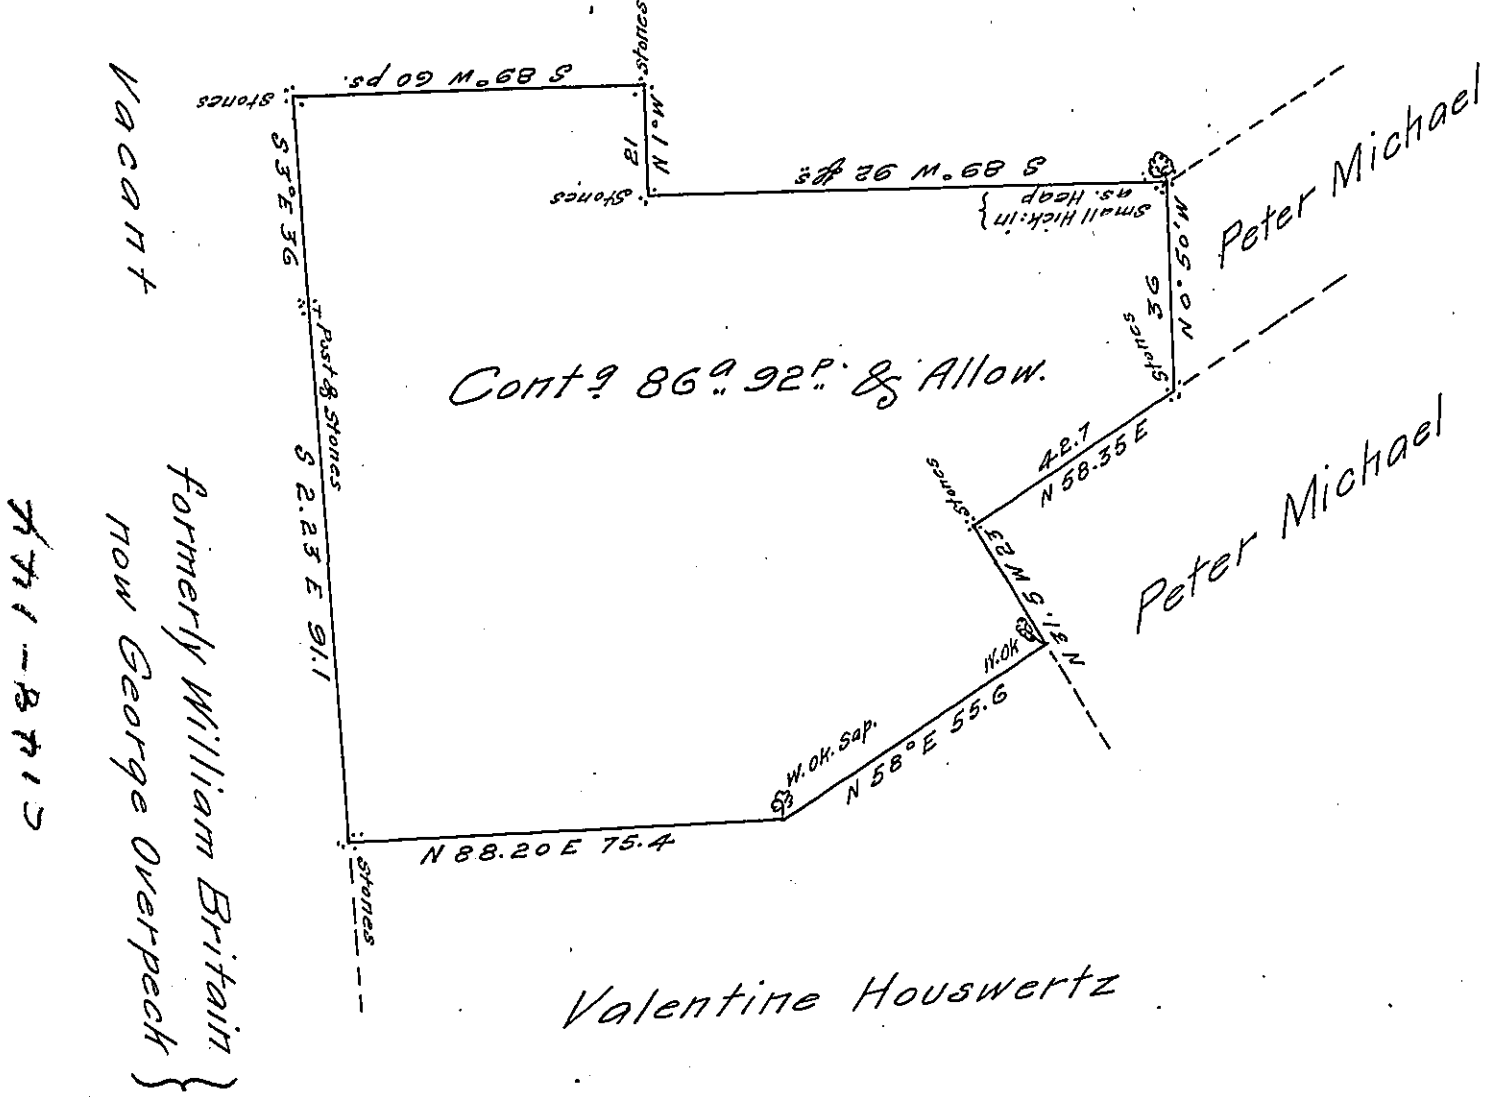 stones
S 89° W 60 ps.
Stones
N 1° W.
12
Stones
S 89° W 92 ps
Small Hick: in
as. Heap
N 0°. 50' W.
36
Stones
Peter Michael
Vacant
S 3° E 36
Post & Stones
Cont.g 86a. 92p. & Allow.
42.7
N 58.35 E
Stones
N 31. 5 W 23
Peter Michael
W.OK
N 58° E 55.6
W.OK. Sap.
S 2.23 E 91.1
N 88.20 E 75.4
Stones
formerly William Britain
now George Overpeck
Valentine Houswertz